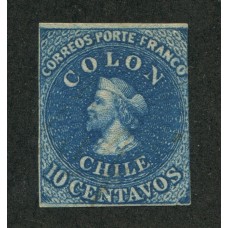 CORREOS PORTE FRANCO
COLON
CHILE
10 CENTAVOS